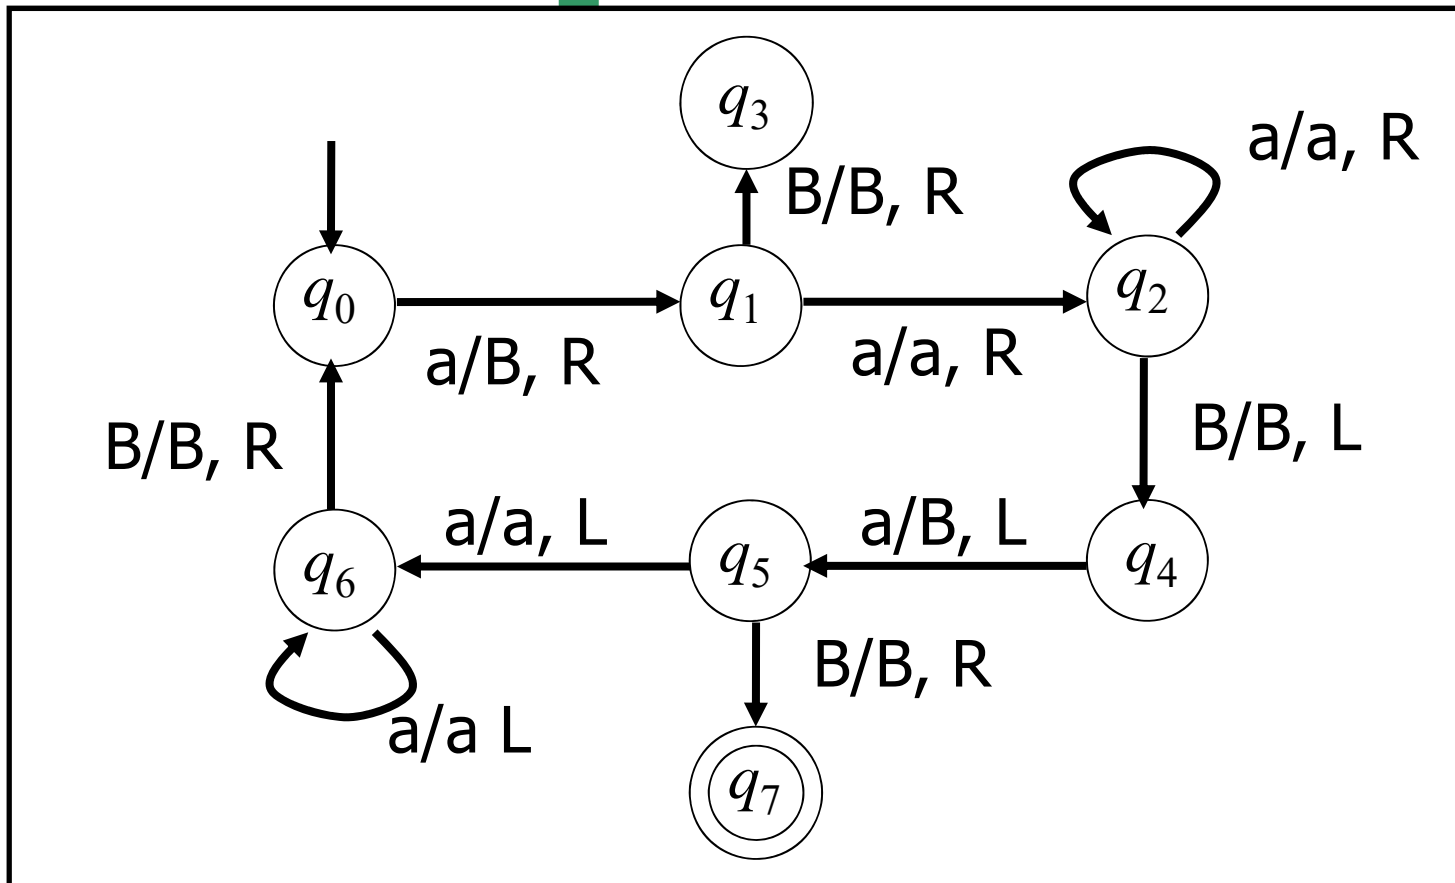 q3
a/a, R
B/B, R
q0
q1
q2
a/B, R
a/a, R
B/B, R
B/B, L
a/a, L
a/B, L
q6
q5
q4
B/B, R
a/a L
q7